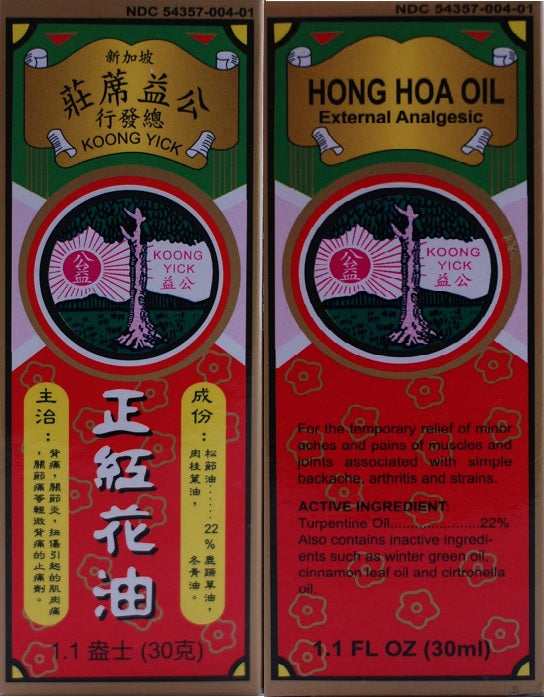 NDC 54357-004-01
新加坡
莊蓆益公
行發總
KOONG YICK
公益
KOONG
YICK
益公
正紅花油
成份：松節油......22%鹿蹄草油，
肉桂葉油，冬青油。
主治：背痛，關節炎，扭傷引起的肌肉痛
，關節痛等輕微背痛的止痛劑。
1.1 盎士 (30克)
NDC 54357-004-01
HONG HOA OIL
External Analgesic
公益
KOONG
YICK
益公
For the temporary relief of minor
aches and pains of muscles and
joints associated with simple
backache, arthritis and strains.
ACTIVE INGREDIENT:
Turpentine Oil......................22%
Also contains inactive ingredi-
ents such as winter green oil,
cinnamon leaf oil and cirtronella
oil.
1.1 FL OZ (30ml)